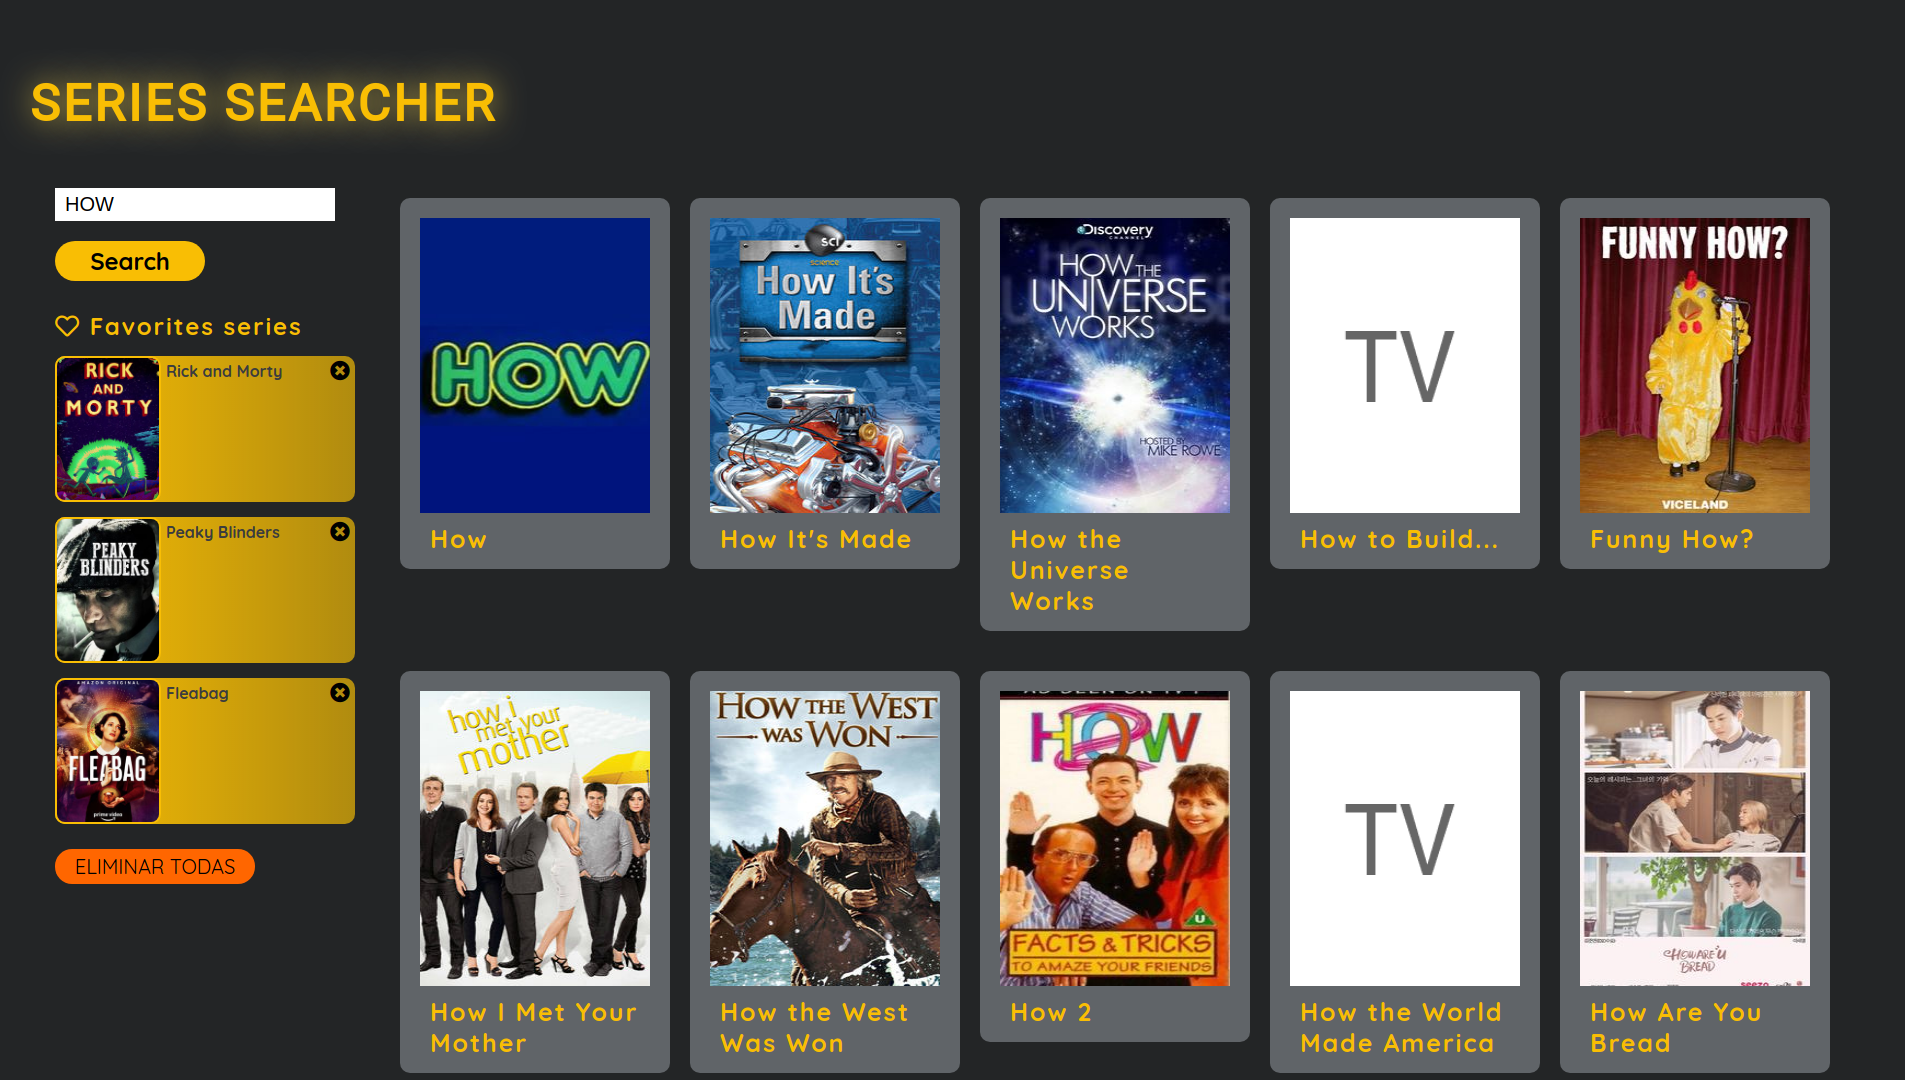 SERIES SEARCHER
HOW
Search
Favorites series
RICK
AND
MORTY
Rick and Morty
PEAKY
BLINDERS
Peaky Blinders
AMAZON ORIGINAL
FLEABAG
prime video
Fleabag
ELIMINAR TODAS
HOW
How
sci
science
How It's
Made
How It's Made
Discovery
CHANNEL
HOW THE
UNIVERSE
WORKS
HOSTED BY
MIKE ROWE
How the
Universe
Works
TV
How to Build...
FUNNY HOW?
VICELAND
Funny How?
how i
met your
mother
How I Met Your
Mother
HOW THE WEST
WAS WON
How the West
Was Won
AS SEEN ON TV!
HOW
2
U
FACTS & TRICKS
TO AMAZE YOUR FRIENDS
How 2
TV
How the World
Made America
HOW ARE U
BREAD
How Are You
Bread